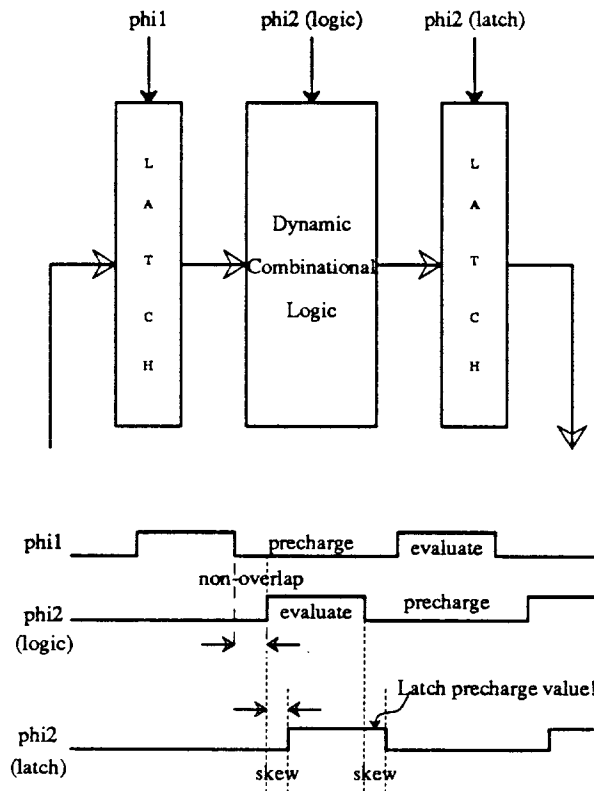 phi1 phi2 (logic) phi2 (latch)
L
A
T
C
H
Dynamic
Combinational
Logic
L
A
T
C
H
phi1
precharge
evaluate
non-overlap
phi2
(logic)
evaluate
precharge
Latch precharge value!
phi2
(latch)
skew
skew